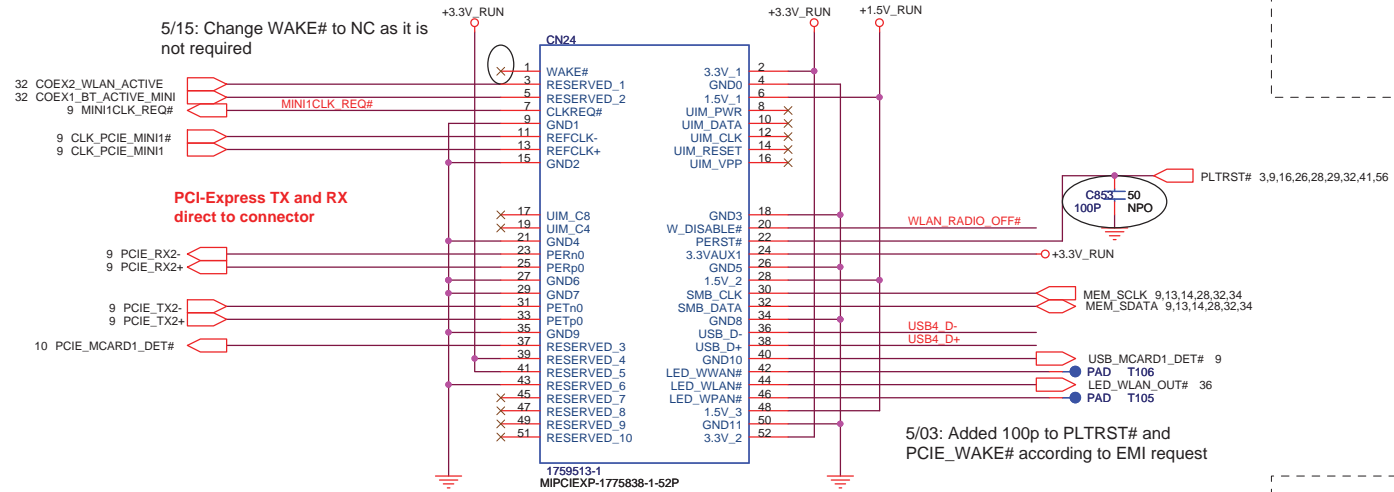 5/15: Change WAKE# to NC as it is
not required
+3.3V_RUN
+3.3V_RUN
+1.5V_RUN
CN24
32 COEX2_WLAN_ACTIVE
32 COEX1_BT_ACTIVE_MINI
9 MINI1CLK_REQ#
MINI1CLK_REQ#
9 CLK_PCIE_MINI1#
9 CLK_PCIE_MINI1
PCI-Express TX and RX
direct to connector
9 PCIE_RX2-
9 PCIE_RX2+
9 PCIE_TX2-
9 PCIE_TX2+
10 PCIE_MCARD1_DET#
1 WAKE#
3 RESERVED_1
5 RESERVED_2
7 CLKREQ#
9 GND1
11 REFCLK-
13 REFCLK+
15 GND2
17 UIM_C8
19 UIM_C4
21 GND4
23 PERn0
25 PERp0
27 GND6
29 GND7
31 PETn0
33 PETp0
35 GND9
37 RESERVED_3
39 RESERVED_4
41 RESERVED_5
43 RESERVED_6
45 RESERVED_7
47 RESERVED_8
49 RESERVED_9
51 RESERVED_10
3.3V_1 2
GND0 4
1.5V_1 6
UIM_PWR 8
UIM_DATA 10
UIM_CLK 12
UIM_RESET 14
UIM_VPP 16
GND3 18
W_DISABLE# 20
PERST# 22
3.3VAUX1 24
GND5 26
1.5V_2 28
SMB_CLK 30
SMB_DATA 32
GND8 34
USB_D- 36
USB_D+ 38
GND10 40
LED_WWAN# 42
LED_WLAN# 44
LED_WPAN# 46
1.5V_3 48
GND11 50
3.3V_2 52
1759513-1
MIPCIEXP-1775838-1-52P
PLTRST# 3,9,16,26,28,29,32,41,56
C853 50
100P NPO
WLAN_RADIO_OFF#
+3.3V_RUN
MEM_SCLK 9,13,14,28,32,34
MEM_SDATA 9,13,14,28,32,34
USB4_D-
USB4_D+
USB_MCARD1_DET# 9
PAD T106
LED_WLAN_OUT# 36
PAD T105
5/03: Added 100p to PLTRST# and
PCIE_WAKE# according to EMI request